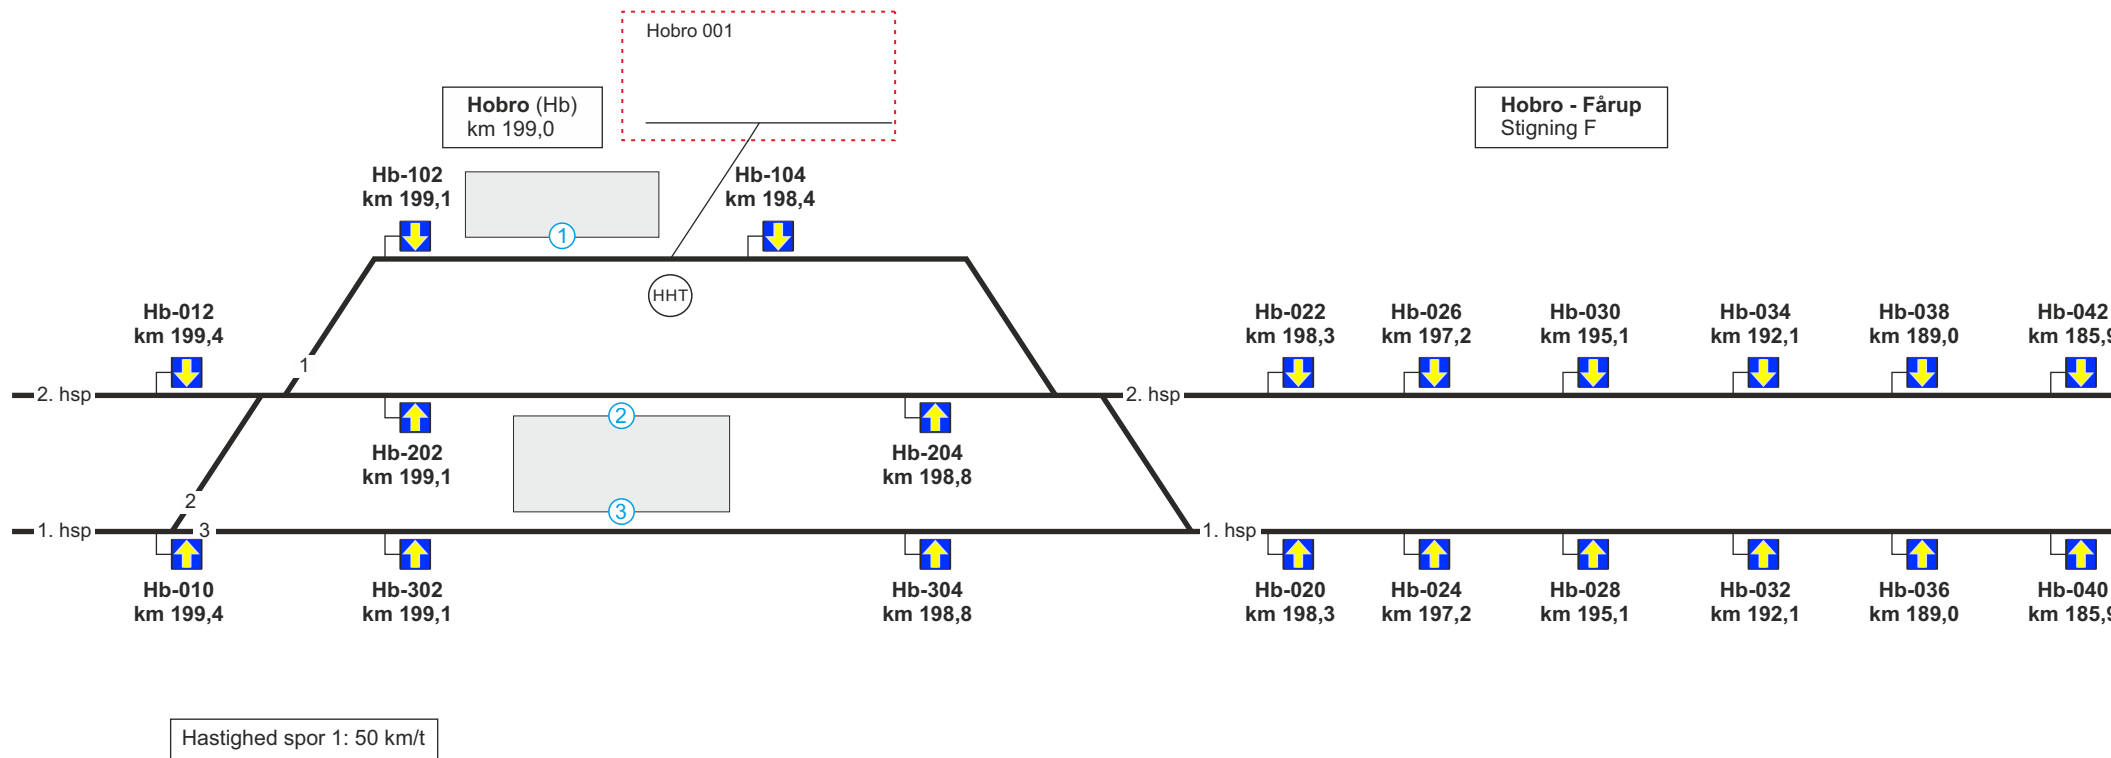 Hobro 001
Hobro (Hb)
km 199,0
Hobro - Fårup
Stigning F
Hb-102
km 199,1
Hb-104
km 198,4
1
HHT
Hb-012
km 199,4
Hb-022
km 198,3
Hb-026
km 197,2
Hb-030
km 195,1
Hb-034
km 192,1
Hb-038
km 189,0
Hb-042
km 185,9
1
2. hsp
2. hsp
2
Hb-202
km 199,1
Hb-204
km 198,8
2
3
1. hsp
3
1. hsp
Hb-010
km 199,4
Hb-302
km 199,1
Hb-304
km 198,8
Hb-020
km 198,3
Hb-024
km 197,2
Hb-028
km 195,1
Hb-032
km 192,1
Hb-036
km 189,0
Hb-040
km 185,9
Hastighed spor 1: 50 km/t